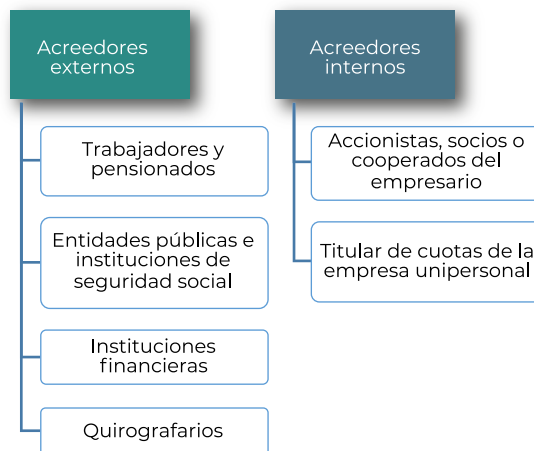 Acreedores
externos
Trabajadores y
pensionados
Entidades públicas e
instituciones de
seguridad social
Instituciones
financieras
Quirografarios
Acreedores
internos
Accionistas, socios o
cooperados del
empresario
Titular de cuotas de la
empresa unipersonal